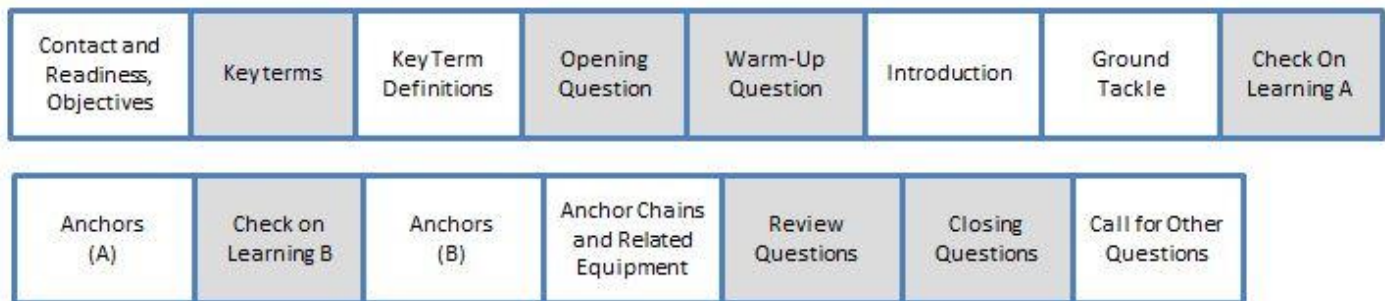 Contact and
Readiness,
Objectives
Key terms
Key Term
Definitions
Opening
Question
Warm-Up
Question
Introduction
Ground
Tackle
Check On
Learning A
Anchors
(A)
Check on
Learning B
Anchors
(B)
Anchor Chains
and Related
Equipment
Review
Questions
Closing
Questions
Call for Other
Questions